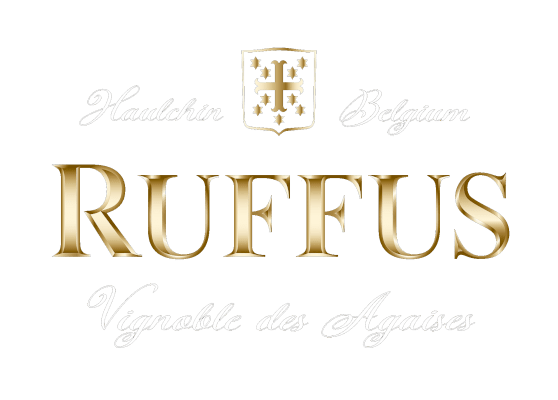 Haulchin Belgium
RUFFUS
Vignoble des Agaises